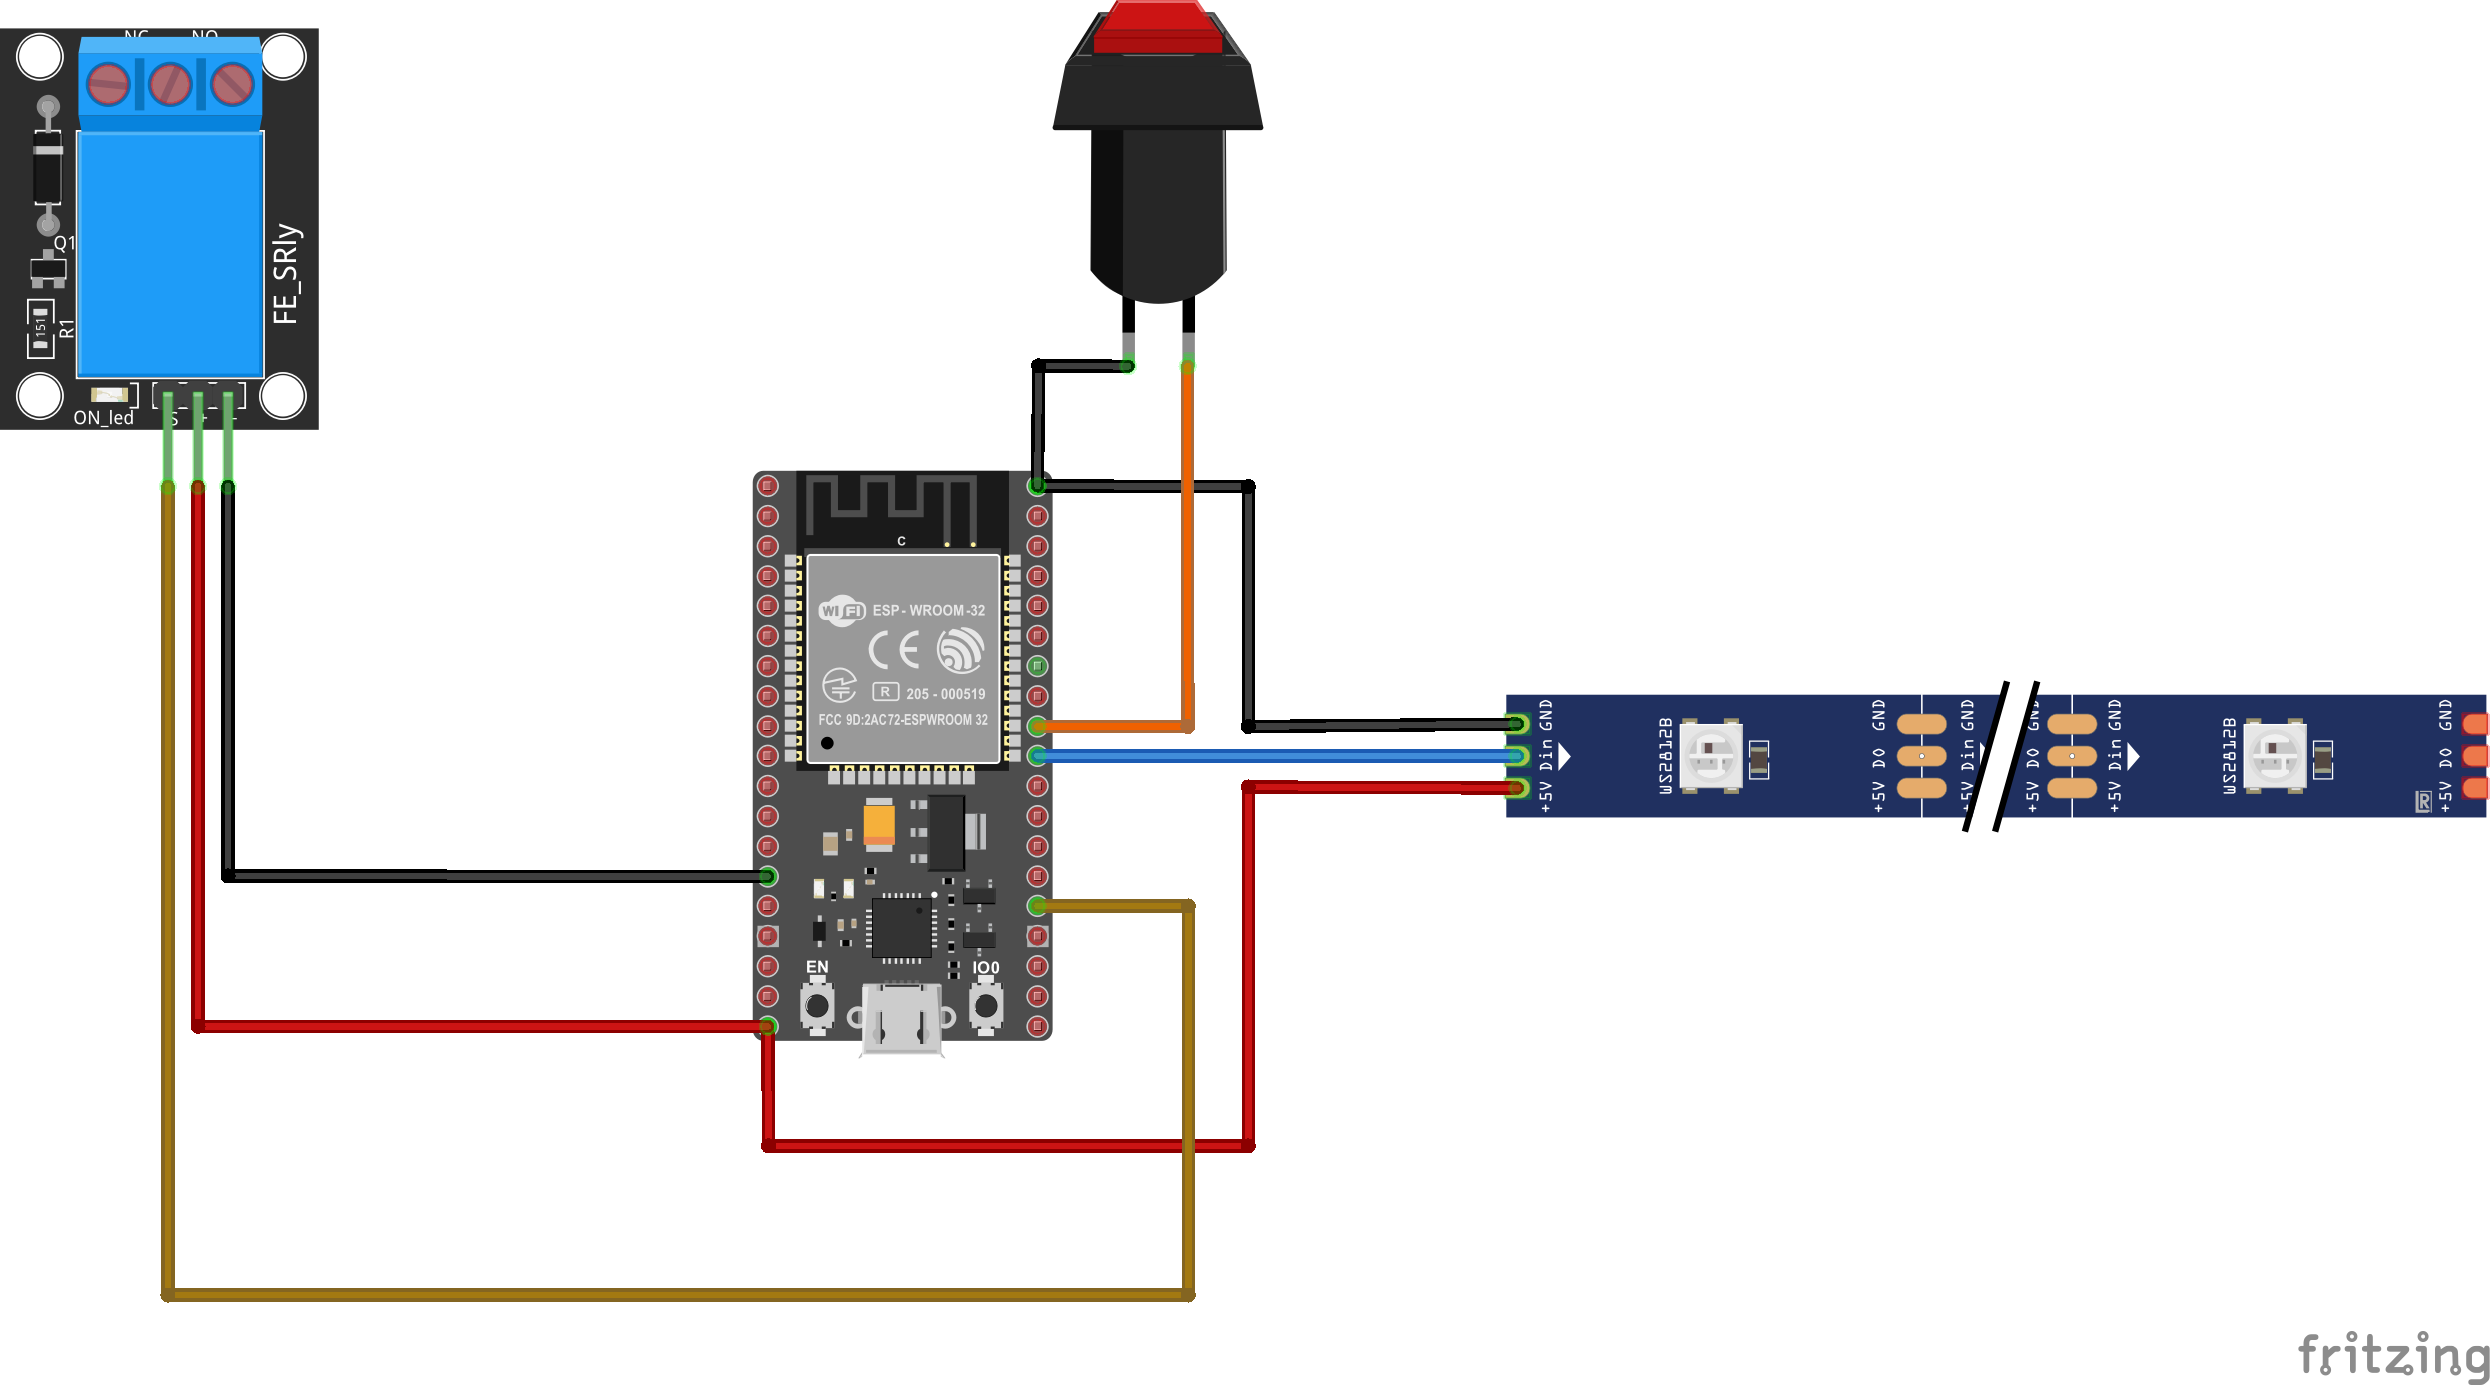 NC NO
Q1
FE_SRly
151
R1
ON_led
S + -
C
WiFi ESP-WROOM-32
CE
R 205-000519
FCC 9D:2AC72-ESPWROOM 32
EN
IO0
GND
Din
+5V
WS2812B
GND
DO
+5V
GND
Din
+5V
GND
DO
+5V
GND
Din
+5V
WS2812B
LR
GND
DO
+5V
fritzing